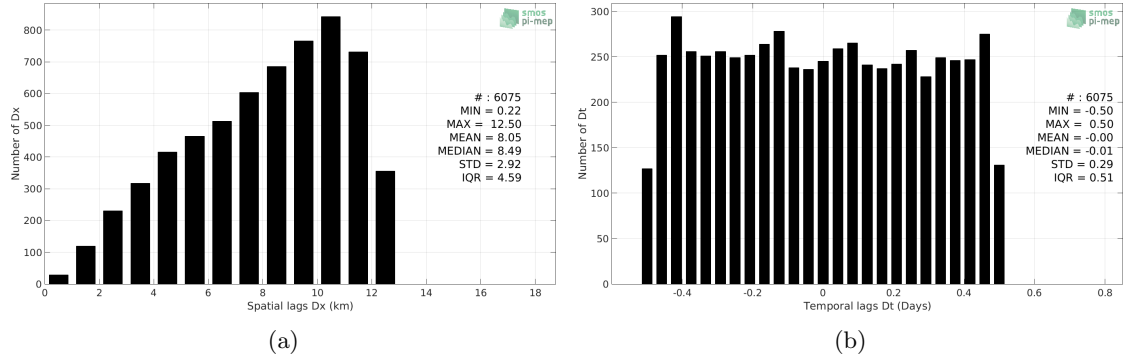 smos
pi-mep
# : 6075
MIN = 0.22
MAX = 12.50
MEAN = 8.05
MEDIAN = 8.49
STD = 2.92
IQR = 4.59
Number of Dx
800
700
600
500
400
300
200
100
0
0 2 4 6 8 10 12 14 16 18
Spatial lags Dx (km)
(a)
smos
pi-mep
# : 6075
MIN = -0.50
MAX = 0.50
MEAN = -0.00
MEDIAN = -0.01
STD = 0.29
IQR = 0.51
Number of Dt
300
250
200
150
100
50
0
-0.4 -0.2 0 0.2 0.4 0.6 0.8
Temporal lags Dt (Days)
(b)